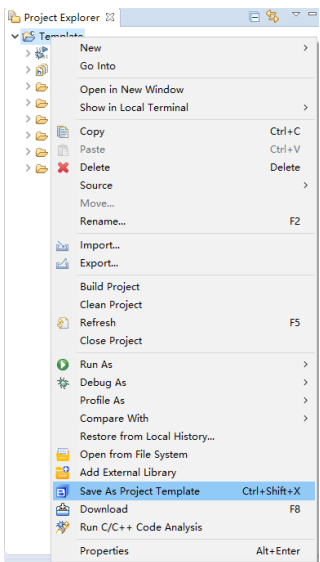 Project Explorer
Template
New
Go Into
Open in New Window
Show in Local Terminal
Copy Ctrl+C
Paste Ctrl+V
Delete Delete
Source
Move...
Rename... F2
Import...
Export...
Build Project
Clean Project
Refresh F5
Close Project
Run As
Debug As
Profile As
Compare With
Restore from Local History...
Open from File System
Add External Library
Save As Project Template Ctrl+Shift+X
Download F8
Run C/C++ Code Analysis
Properties Alt+Enter